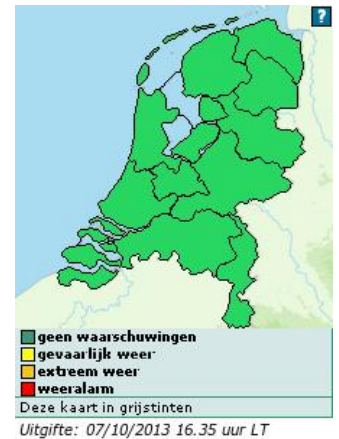 ?
geen waarschuwingen
gevaarlijk weer
extreem weer
weeralarm
Deze kaart in grijstinten
Uitgifte: 07/10/2013 16.35 uur LT